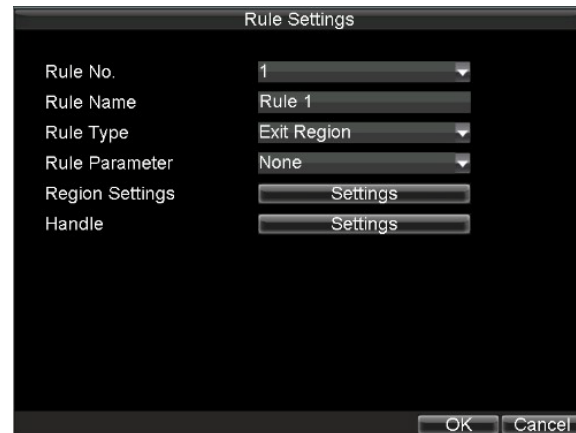 Rule Settings
Rule No. 1
Rule Name Rule 1
Rule Type Exit Region
Rule Parameter None
Region Settings Settings
Handle Settings
OK Cancel